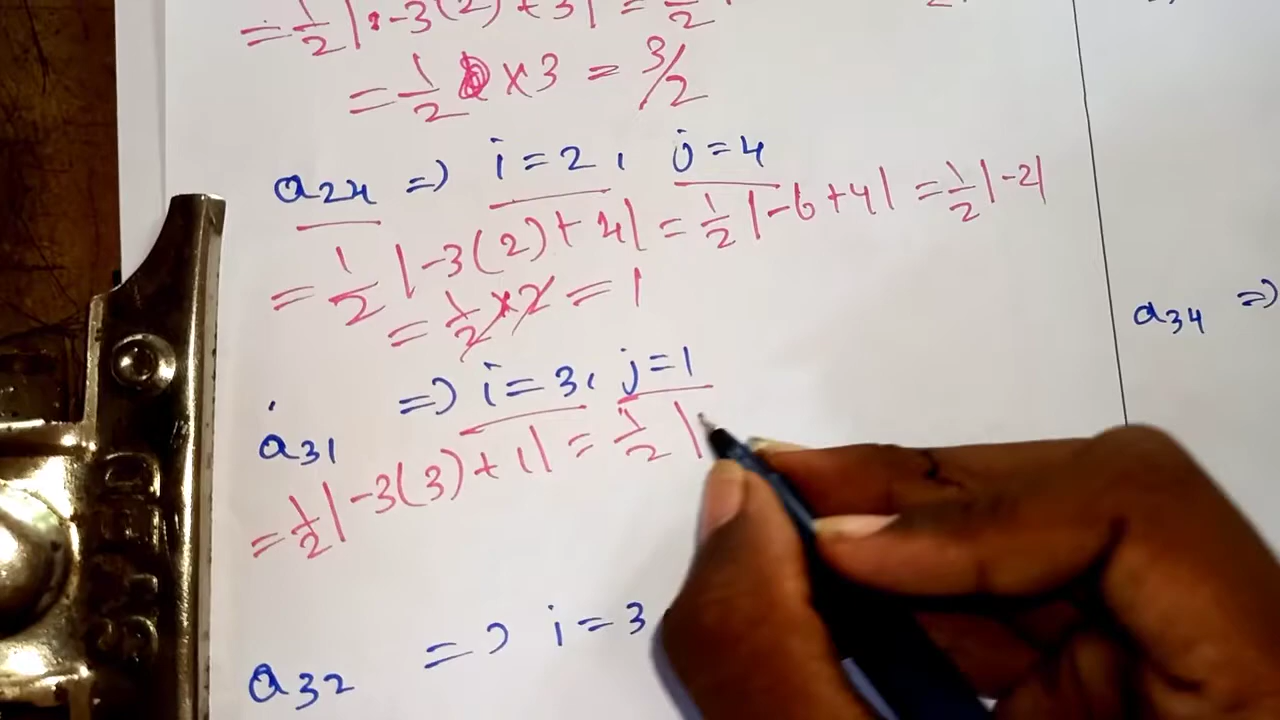 = 1/2 |-3(2) + 3| = 1/2
= 1/2 × 3 = 3/2
a24 => i = 2, j = 4
= 1/2 |-3(2) + 4| = 1/2 |-6 + 4| = 1/2 |-2|
= 1/2 × 2 = 1
a31 => i = 3, j = 1
= 1/2 |-3(3) + 1| = 1/2 |
a32 => i = 3
a34 =>